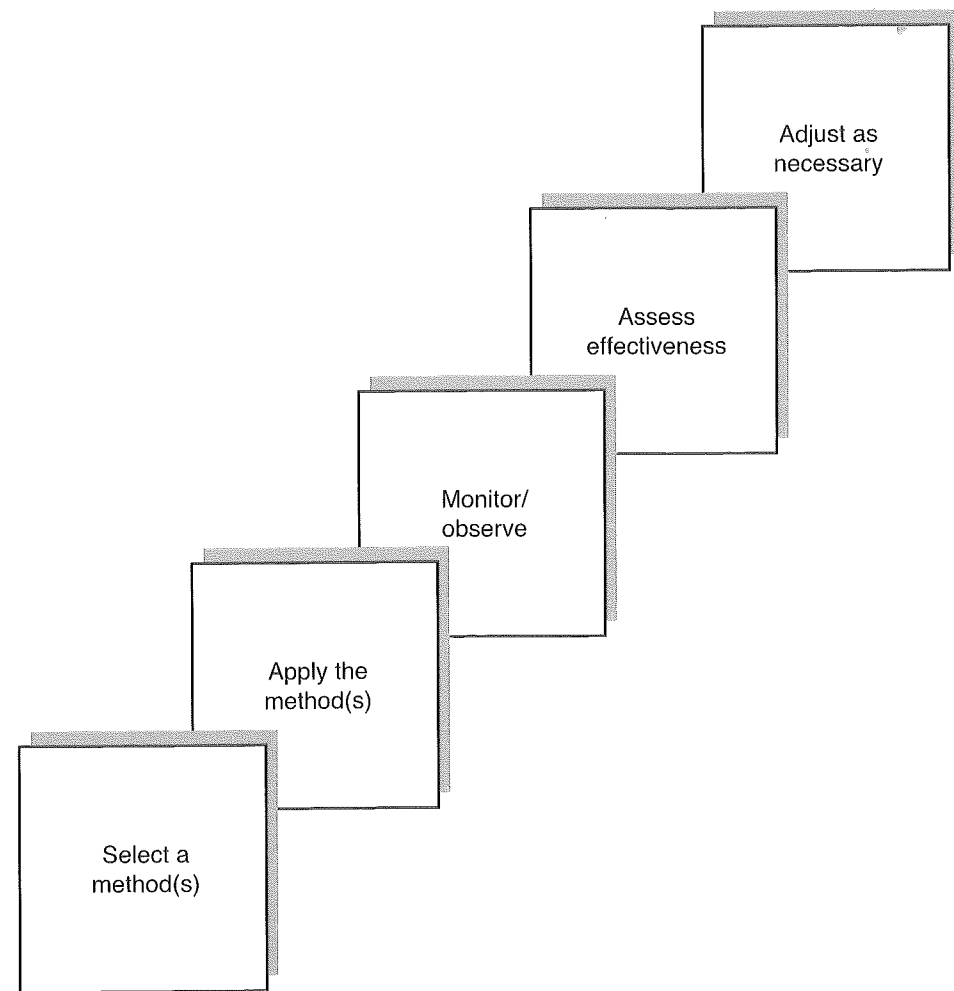 Adjust as
necessary
Assess
effectiveness
Monitor/
observe
Apply the
method(s)
Select a
method(s)